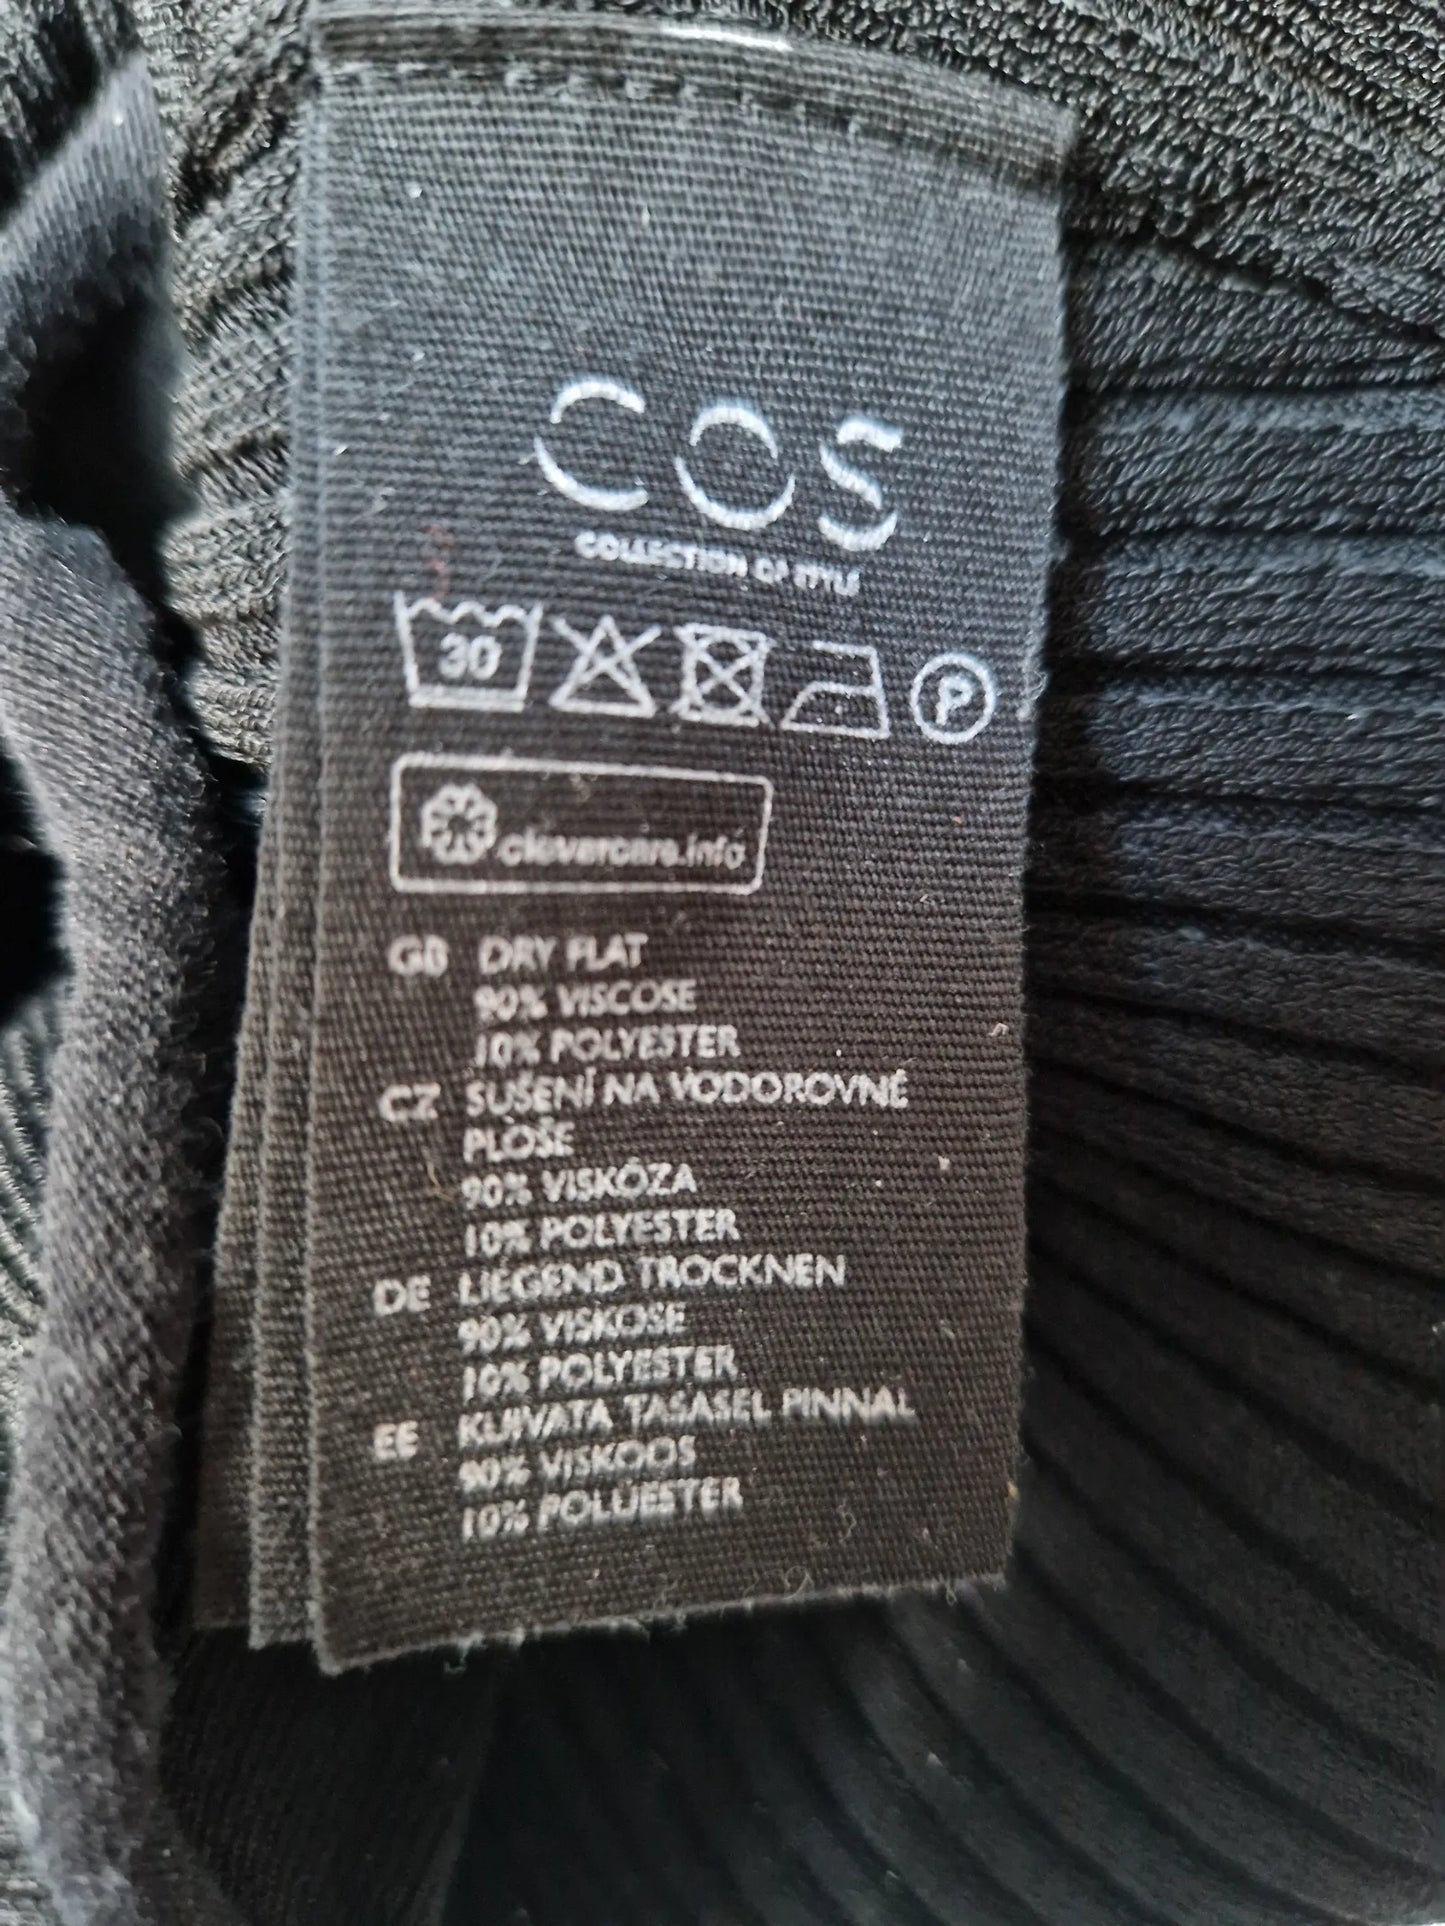 COS
COLLECTION OF STYLE
30
P
clevercare.info
GB DRY FLAT
90% VISCOSE
10% POLYESTER
CZ SUŠENÍ NA VODOROVNÉ
PLOŠE
90% VISKÓZA
10% POLYESTER
DE LIEGEND TROCKNEN
90% VISKOSE
10% POLYESTER
EE KUIVATA TASASEL PINNAL
90% VISKOOS
10% POLÜESTER